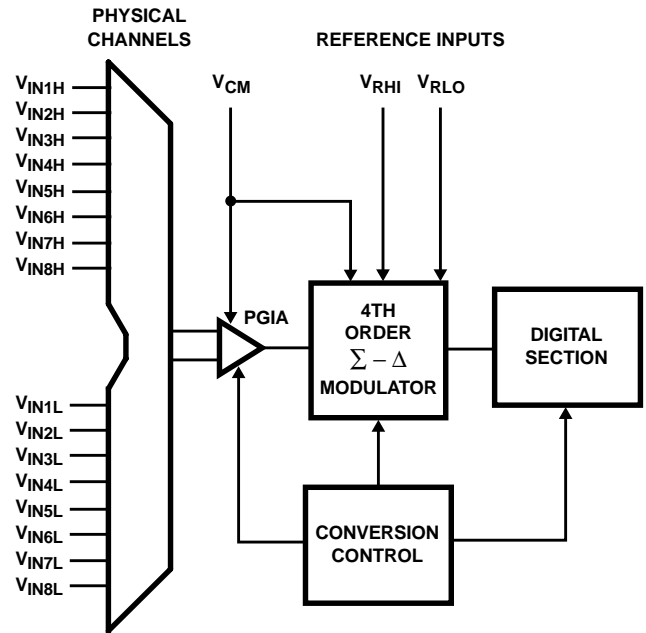 PHYSICAL
CHANNELS
REFERENCE INPUTS
VCM
VRHI
VRLO
VIN1H
VIN2H
VIN3H
VIN4H
VIN5H
VIN6H
VIN7H
VIN8H
PGIA
4TH
ORDER
Σ – Δ
MODULATOR
DIGITAL
SECTION
VIN1L
VIN2L
VIN3L
VIN4L
VIN5L
VIN6L
VIN7L
VIN8L
CONVERSION
CONTROL